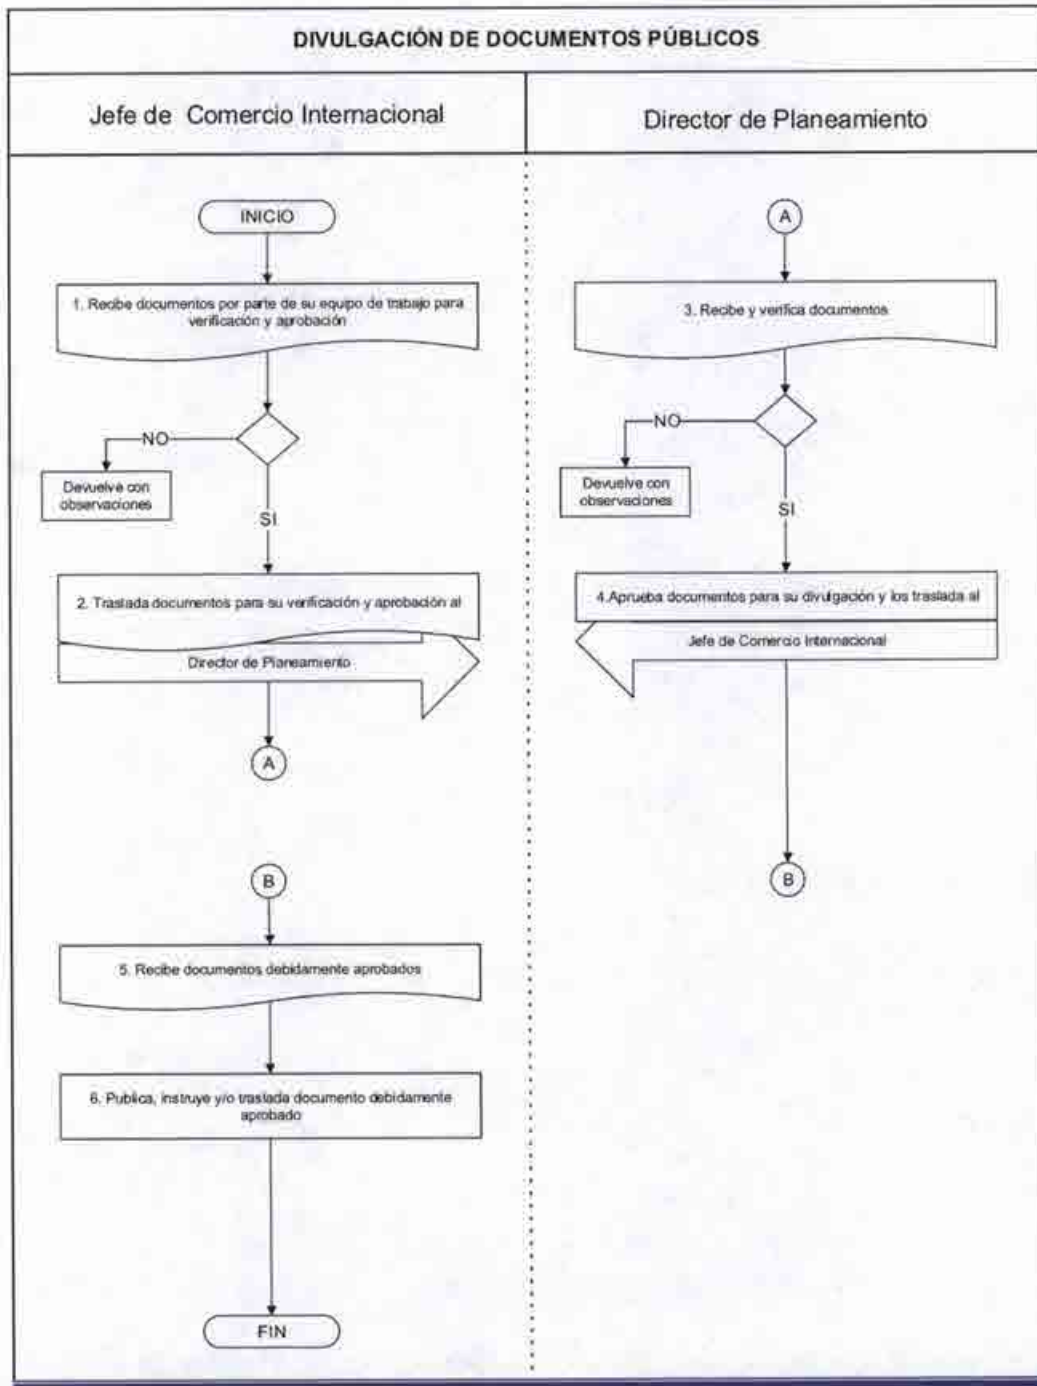 DIVULGACIÓN DE DOCUMENTOS PÚBLICOS
Jefe de Comercio Internacional
Director de Planeamiento
INICIO
1. Recibe documentos por parte de su equipo de trabajo para
verificación y aprobación
NO
Devuelve con
observaciones
SI
2. Traslada documentos para su verificación y aprobación al
Director de Planeamiento
A
B
5. Recibe documentos debidamente aprobados
6. Publica, instruye y/o traslada documento debidamente
aprobado
FIN
A
3. Recibe y verifica documentos
NO
Devuelve con
observaciones
SI
4.Aprueba documentos para su divulgación y los traslada al
Jefe de Comercio Internacional
B